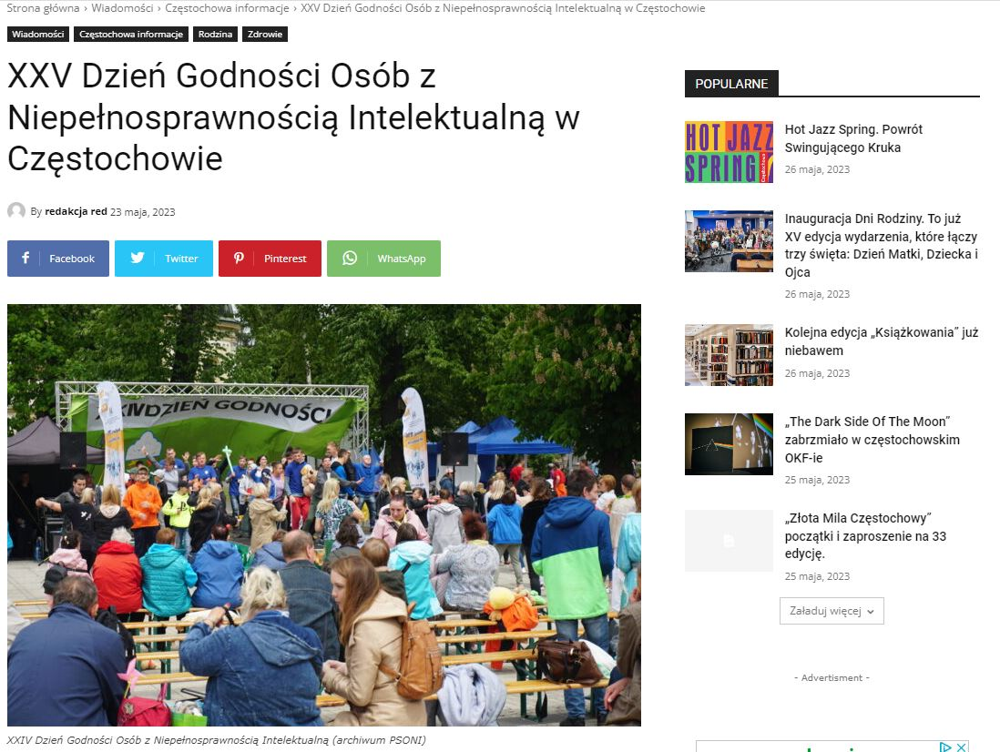 Strona główna › Wiadomości › Częstochowa informacje › XXV Dzień Godności Osób z Niepełnosprawnością Intelektualną w Częstochowie
Wiadomości
Częstochowa informacje
Rodzina
Zdrowie
XXV Dzień Godności Osób z
Niepełnosprawnością Intelektualną w
Częstochowie
By redakcja red 23 maja, 2023
Facebook
Twitter
Pinterest
WhatsApp
DZIEŃ GODNOŚCI
XXIV Dzień Godności Osób z Niepełnosprawnością Intelektualną (archiwum PSONI)
POPULARNE
HOT JAZZ
SPRING
Częstochowa
Hot Jazz Spring. Powrót
Swingującego Kruka
26 maja, 2023
Inauguracja Dni Rodziny. To już
XV edycja wydarzenia, które łączy
trzy święta: Dzień Matki, Dziecka i
Ojca
26 maja, 2023
Kolejna edycja „Książkowania” już
niebawem
26 maja, 2023
„The Dark Side Of The Moon”
zabrzmiało w częstochowskim
OKF-ie
25 maja, 2023
„Złota Mila Częstochowy”
początki i zaproszenie na 33
edycję.
25 maja, 2023
Załaduj więcej
- Advertisment -